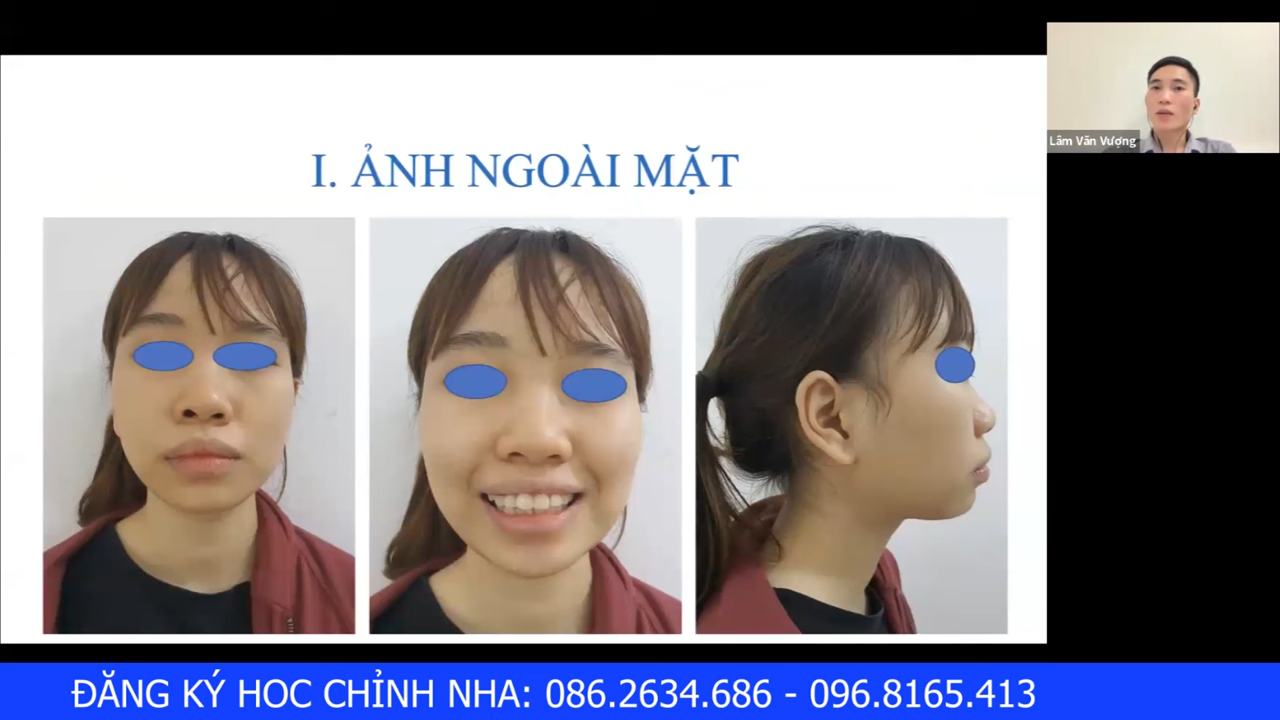 Lâm Văn Vượng
I. ẢNH NGOÀI MẶT
ĐĂNG KÝ HOC CHỈNH NHA: 086.2634.686 - 096.8165.413